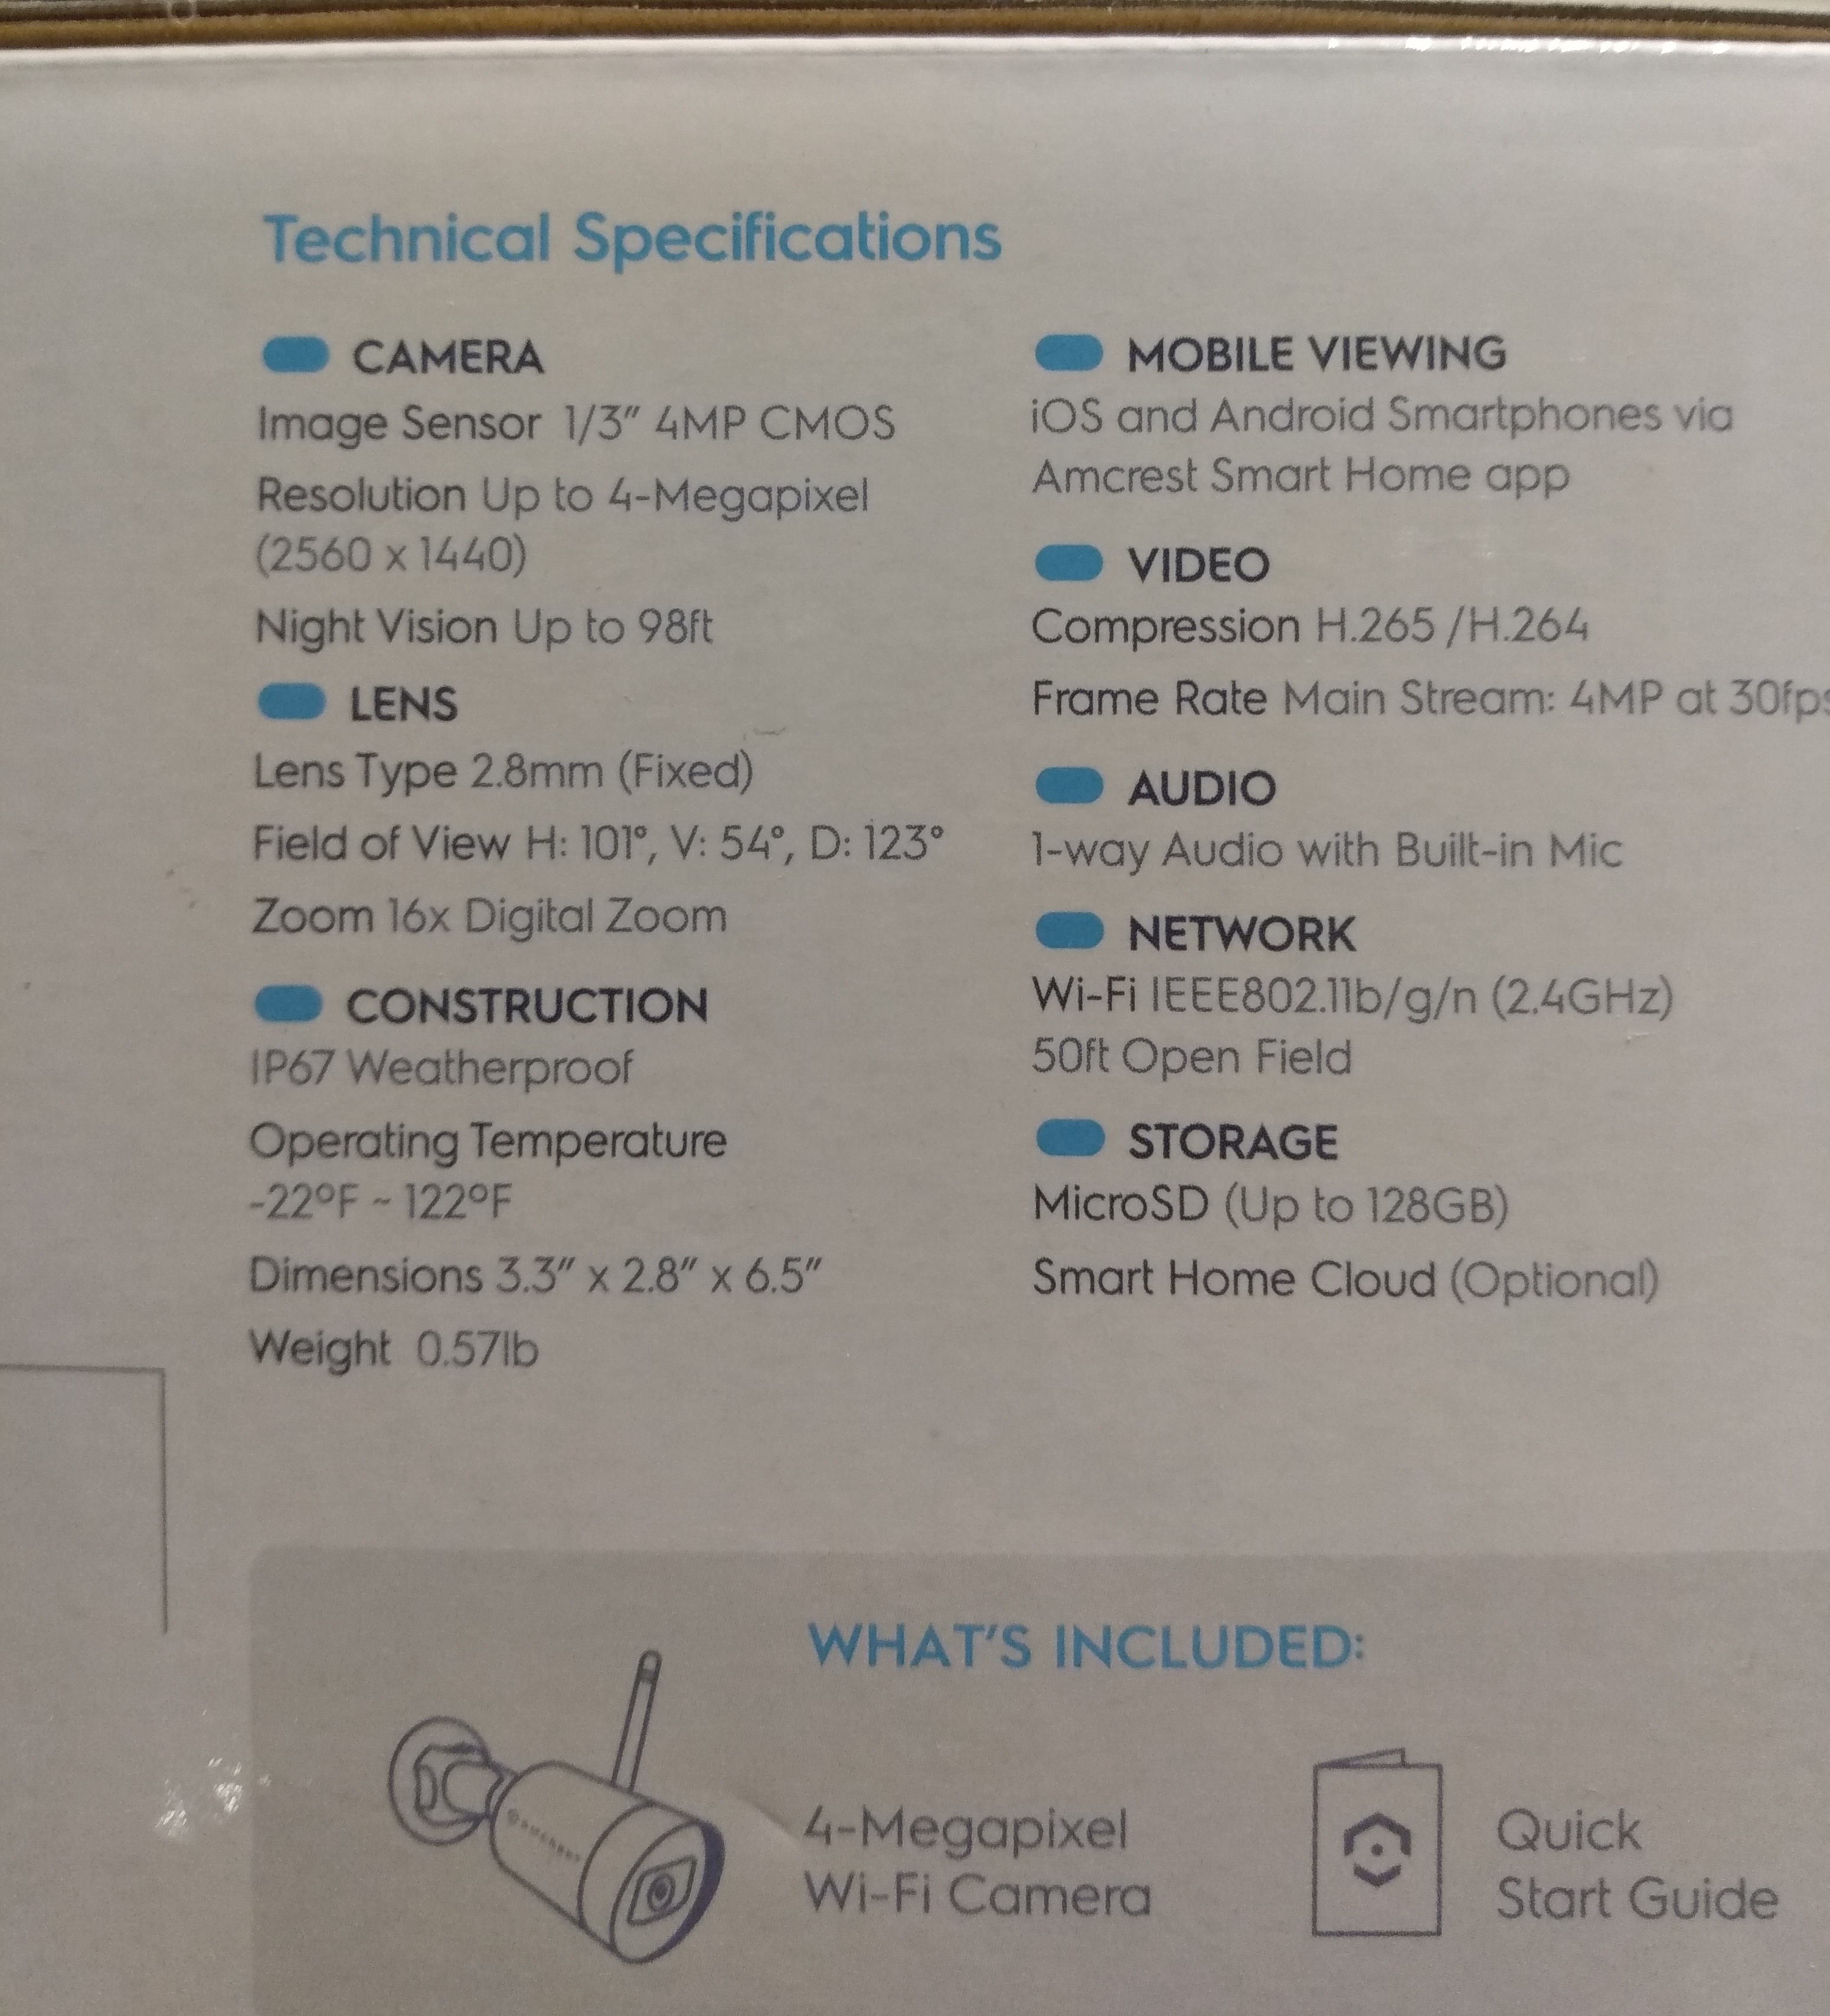 Technical Specifications
CAMERA
Image Sensor 1/3" 4MP CMOS
Resolution Up to 4-Megapixel
(2560 x 1440)
Night Vision Up to 98ft
LENS
Lens Type 2.8mm (Fixed)
Field of View H: 101°, V: 54°, D: 123°
Zoom 16x Digital Zoom
CONSTRUCTION
IP67 Weatherproof
Operating Temperature
-22ºF ~ 122ºF
Dimensions 3.3" x 2.8" x 6.5"
Weight 0.57lb
MOBILE VIEWING
iOS and Android Smartphones via
Amcrest Smart Home app
VIDEO
Compression H.265 /H.264
Frame Rate Main Stream: 4MP at 30fps
AUDIO
1-way Audio with Built-in Mic
NETWORK
Wi-Fi IEEE802.11b/g/n (2.4GHz)
50ft Open Field
STORAGE
MicroSD (Up to 128GB)
Smart Home Cloud (Optional)
WHAT'S INCLUDED:
AMCREST
4-Megapixel
Wi-Fi Camera
Quick
Start Guide